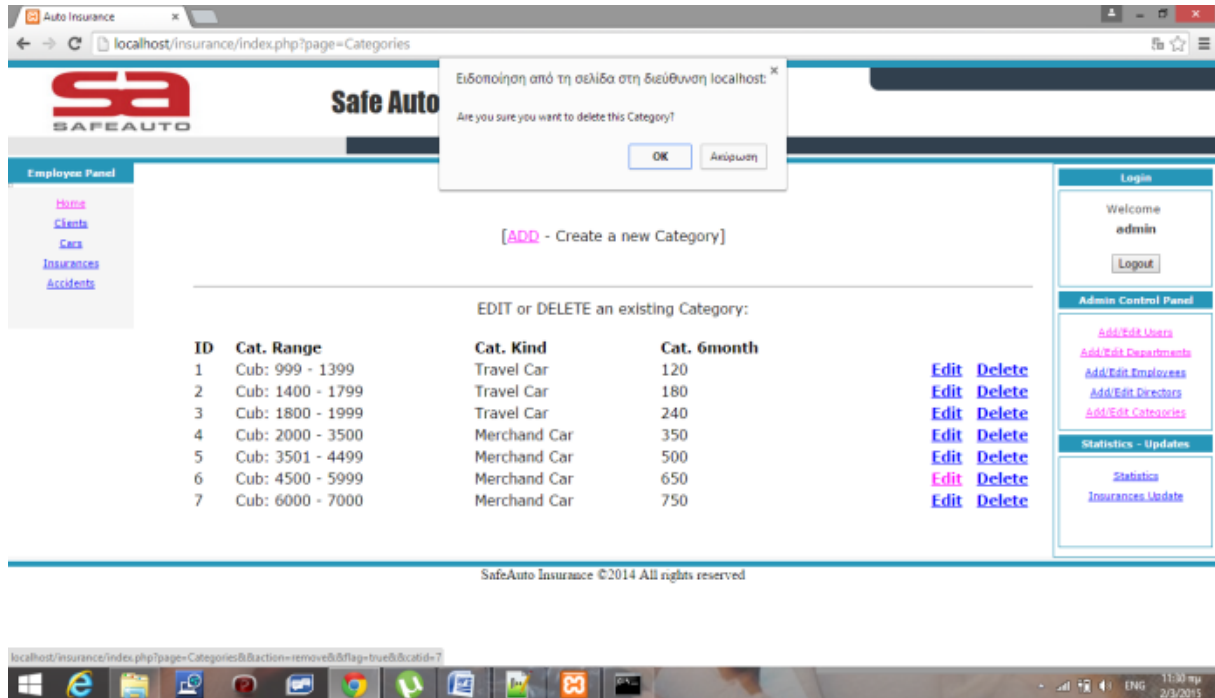 Auto Insurance
localhost/insurance/index.php?page=Categories
Ειδοποίηση από τη σελίδα στη διεύθυνση localhost:
Are you sure you want to delete this Category?
OK Ακύρωση
SAFEAUTO
Safe Auto
Employee Panel
Home
Clients
Cars
Insurances
Accidents
[ADD - Create a new Category]
EDIT or DELETE an existing Category:
ID Cat. Range Cat. Kind Cat. 6month
1 Cub: 999 - 1399 Travel Car 120 Edit Delete
2 Cub: 1400 - 1799 Travel Car 180 Edit Delete
3 Cub: 1800 - 1999 Travel Car 240 Edit Delete
4 Cub: 2000 - 3500 Merchand Car 350 Edit Delete
5 Cub: 3501 - 4499 Merchand Car 500 Edit Delete
6 Cub: 4500 - 5999 Merchand Car 650 Edit Delete
7 Cub: 6000 - 7000 Merchand Car 750 Edit Delete
Login
Welcome
admin
Logout
Admin Control Panel
Add/Edit Users
Add/Edit Departments
Add/Edit Employees
Add/Edit Directors
Add/Edit Categories
Statistics - Updates
Statistics
Insurances Update
SafeAuto Insurance ©2014 All rights reserved
localhost/insurance/index.php?page=Categories&&action=remove&&flag=true&&catid=7
ENG
11:30 πμ
2/3/2015